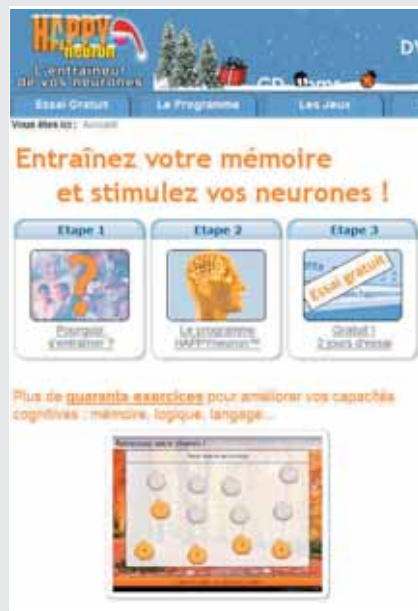 HAPPY
neuron
L'entraîneur
de vos neurones
DV
CD
Essai Gratuit
Le Programme
Les Jeux
Vous êtes ici : Accueil
Entraînez votre mémoire
et stimulez vos neurones !
Etape 1
Etape 2
Etape 3
Essai gratuit
Pourquoi
s'entraîner ?
Le programme
HAPPYneuron™
Gratuit !
2 jours d'essai
Plus de quarante exercices pour améliorer vos capacités
cognitives : mémoire, logique, langage...